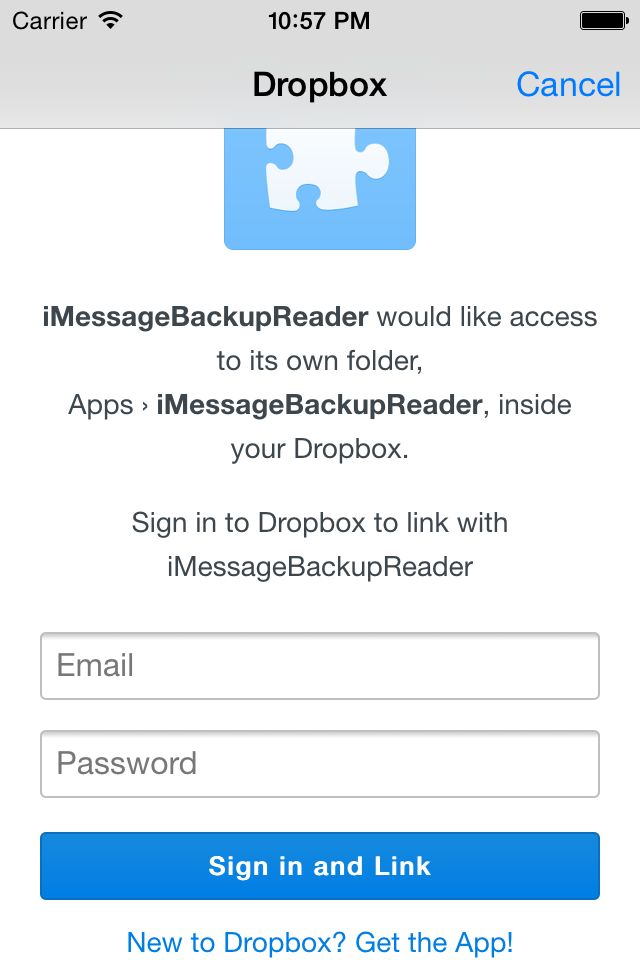 Carrier 10:57 PM
Dropbox Cancel
iMessageBackupReader would like access
to its own folder,
Apps › iMessageBackupReader, inside
your Dropbox.
Sign in to Dropbox to link with
iMessageBackupReader
Email
Password
Sign in and Link
New to Dropbox? Get the App!